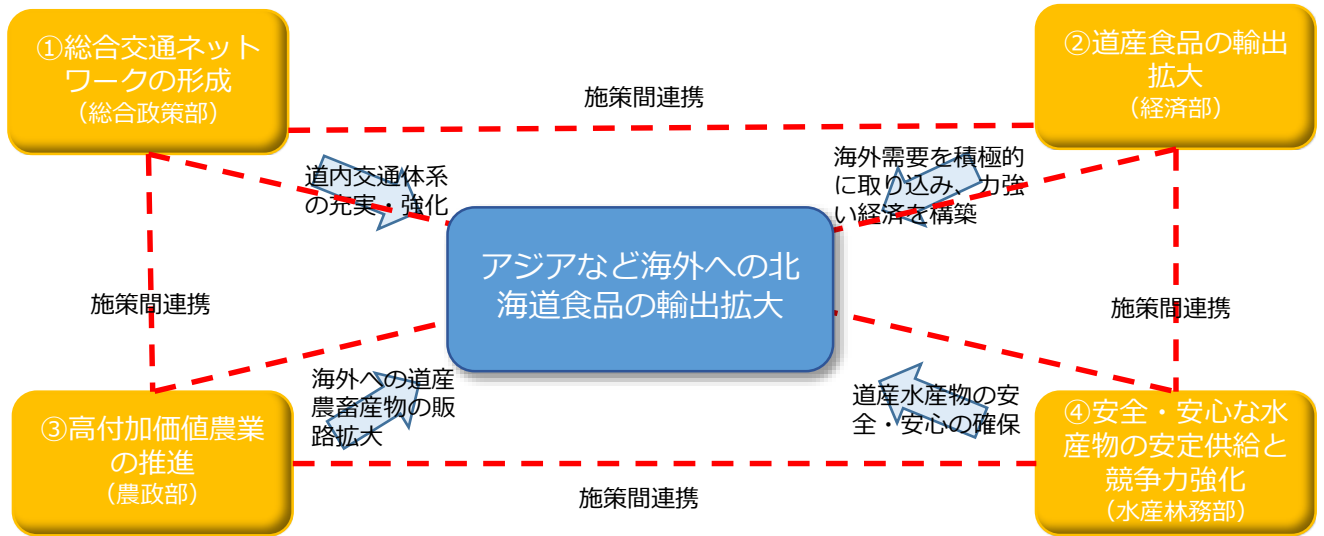 ①総合交通ネット
ワークの形成
（総合政策部）
②道産食品の輸出
拡大
（経済部）
施策間連携
道内交通体系
の充実・強化
海外需要を積極的
に取り込み、力強
い経済を構築
アジアなど海外への北
海道食品の輸出拡大
施策間連携
施策間連携
海外への道産
農畜産物の販
路拡大
道産水産物の安
全・安心の確保
③高付加価値農業
の推進
（農政部）
④安全・安心な水
産物の安定供給と
競争力強化
（水産林務部）
施策間連携